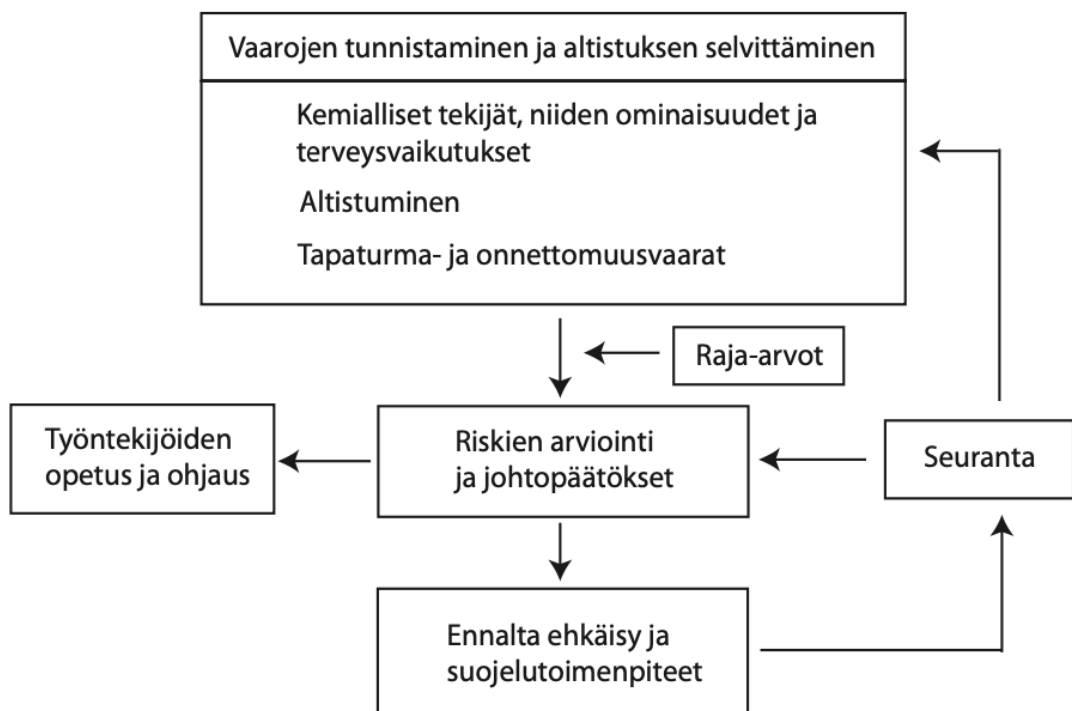 Vaarojen tunnistaminen ja altistuksen selvittäminen
Kemialliset tekijät, niiden ominaisuudet ja
terveysvaikutukset
Altistuminen
Tapaturma- ja onnettomuusvaarat
Raja-arvot
Työntekijöiden
opetus ja ohjaus
Riskien arviointi
ja johtopäätökset
Seuranta
Ennalta ehkäisy ja
suojelutoimenpiteet